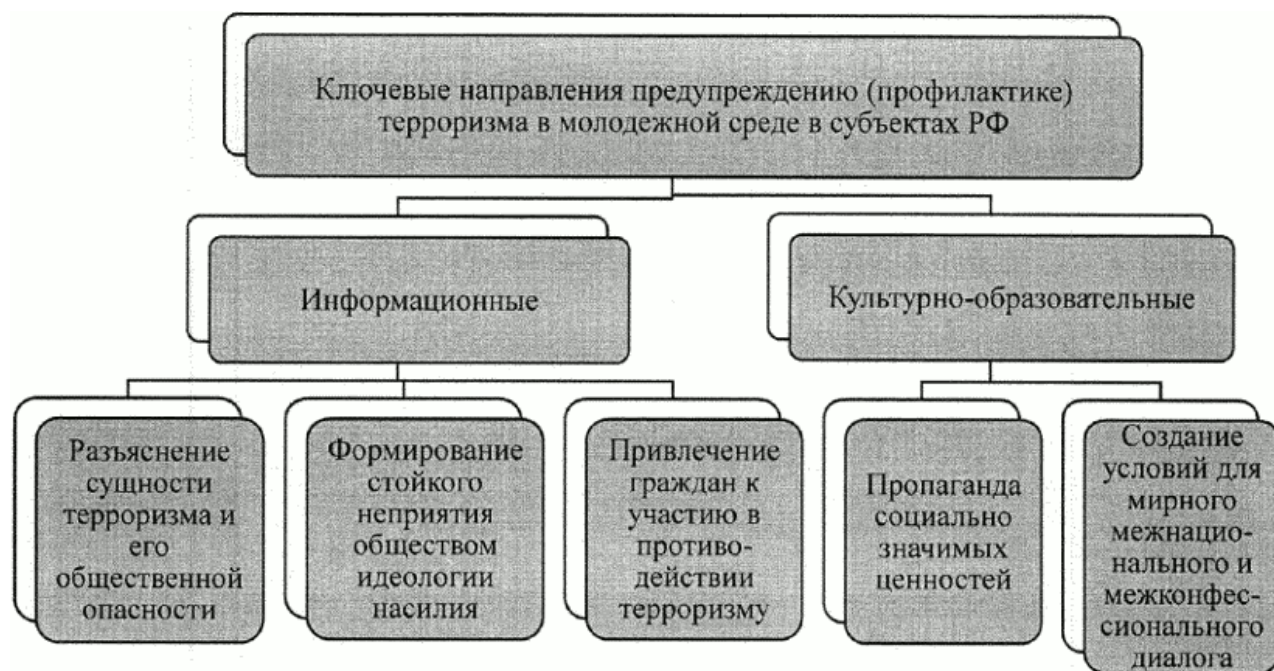 Ключевые направления предупреждению (профилактике)
терроризма в молодежной среде в субъектах РФ
Информационные
Культурно-образовательные
Разъяснение
сущности
терроризма и
его
общественной
опасности
Формирование
стойкого
неприятия
обществом
идеологии
насилия
Привлечение
граждан к
участию в
противо-
действии
терроризму
Пропаганда
социально
значимых
ценностей
Создание
условий для
мирного
межнацио-
нального и
межконфес-
сионального
диалога